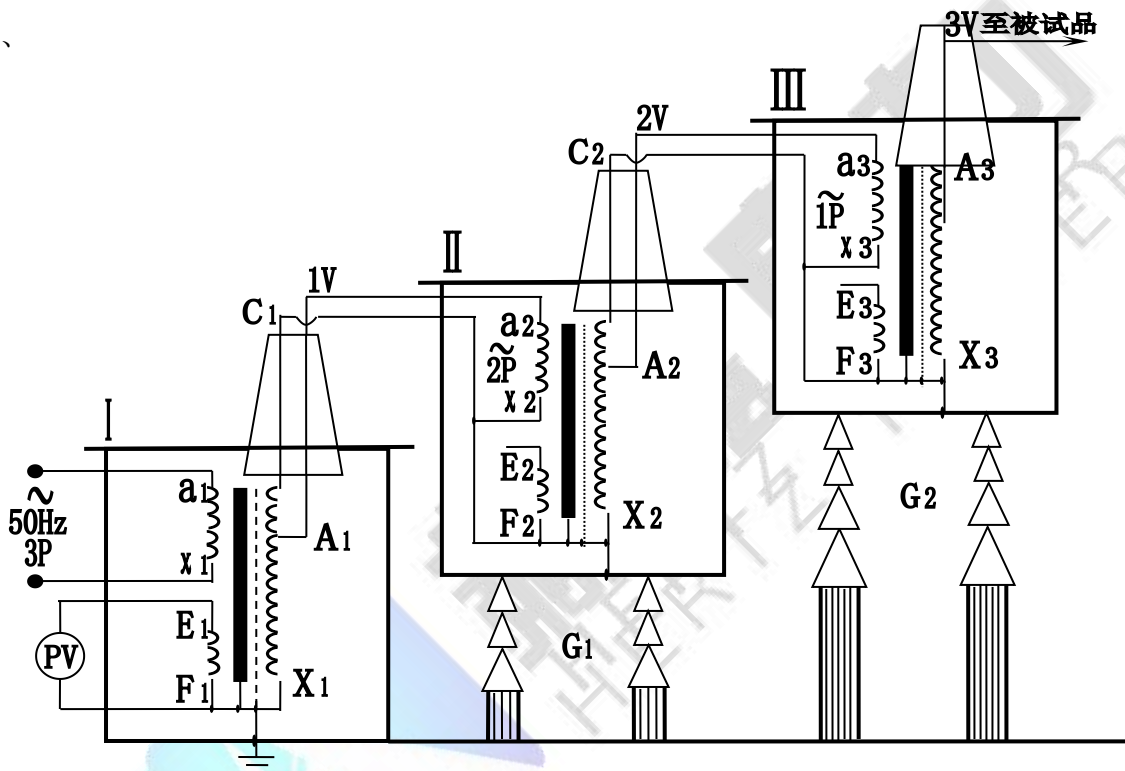 、
3V至被试品
III
2V
C2
a3
A3
1P
~
x3
II
1V
C1
E3
F3
X3
a2
~
2P
A2
x2
I
E2
F2
X2
G2
~
50Hz
3P
a1
A1
x1
E1
PV
F1
X1
G1